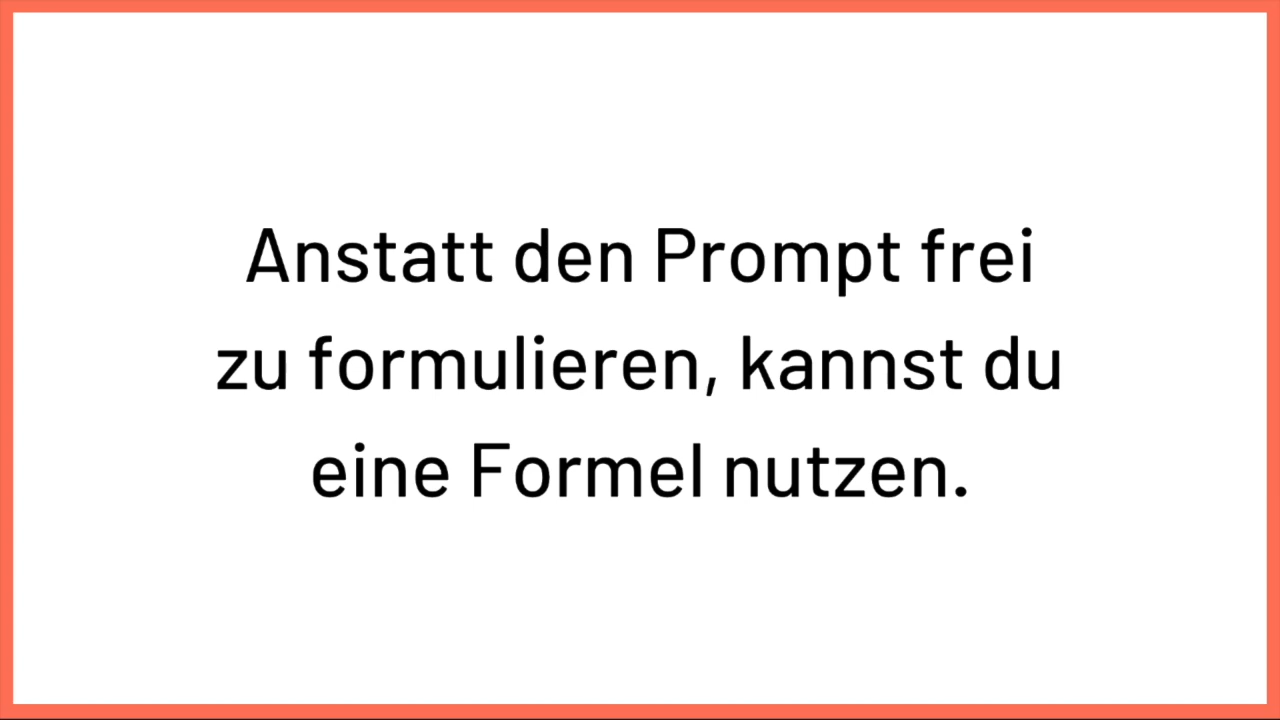 Anstatt den Prompt frei
zu formulieren, kannst du
eine Formel nutzen.